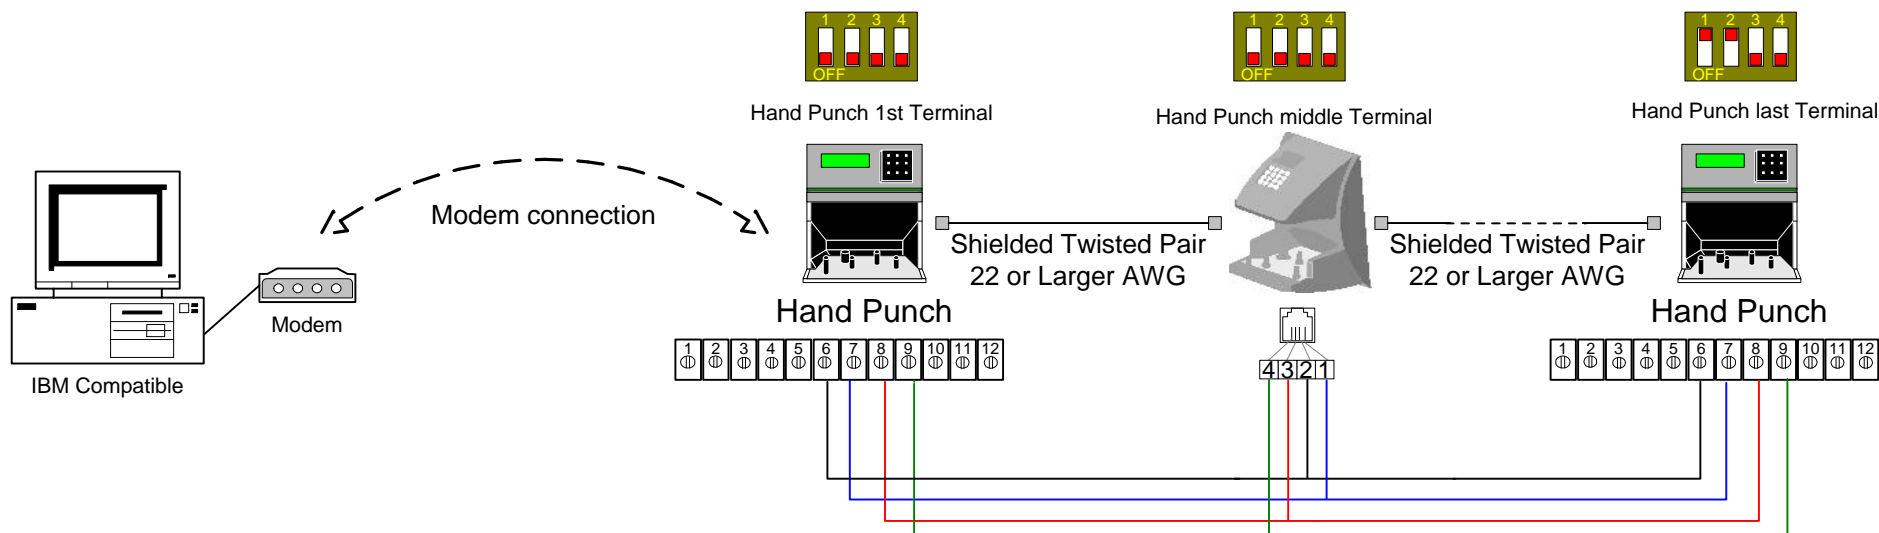 1 2 3 4
OFF
1 2 3 4
OFF
1 2 3 4
OFF
Hand Punch 1st Terminal
Hand Punch middle Terminal
Hand Punch last Terminal
Modem connection
Shielded Twisted Pair
22 or Larger AWG
Shielded Twisted Pair
22 or Larger AWG
Modem
IBM Compatible
Hand Punch
Hand Punch
1 2 3 4 5 6 7 8 9 10 11 12
4 3 2 1
1 2 3 4 5 6 7 8 9 10 11 12